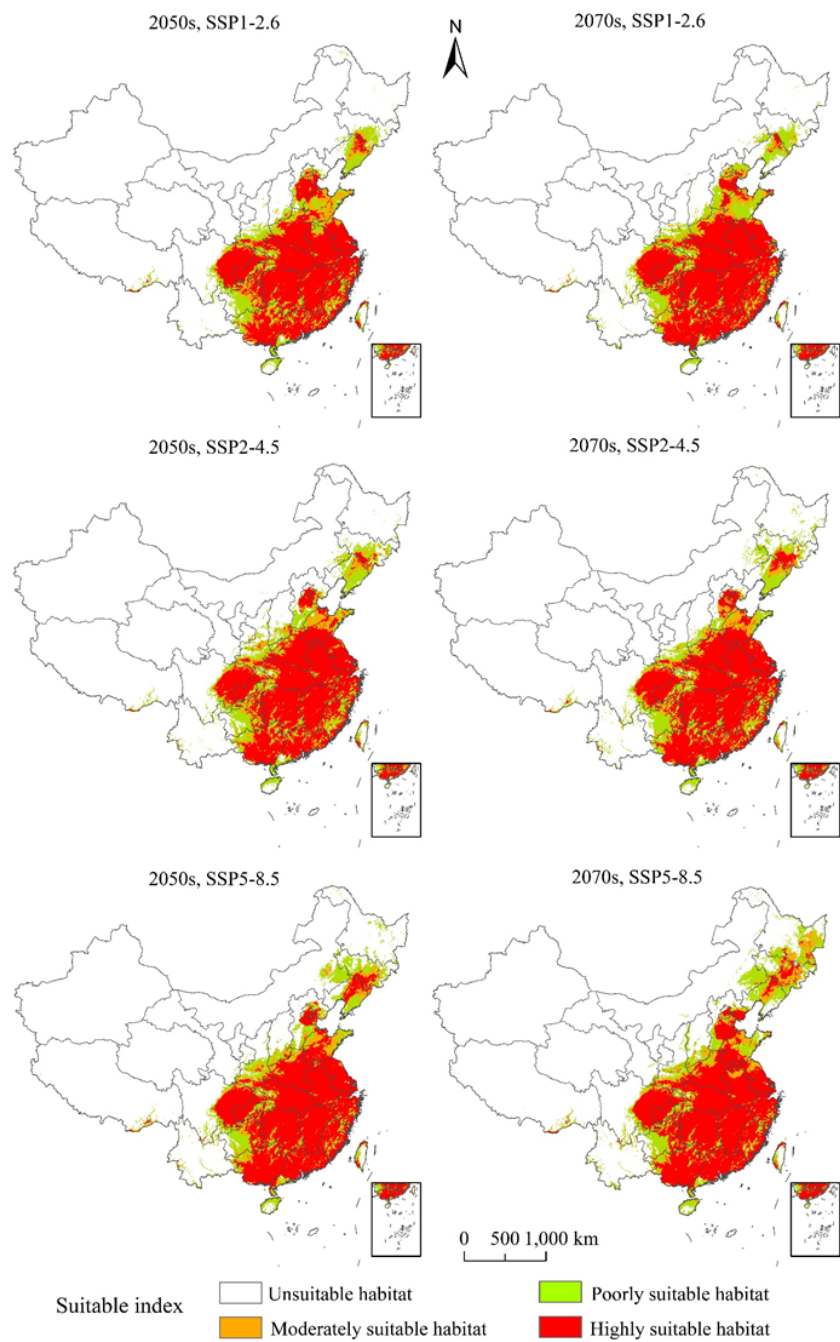 2050s, SSP1-2.6
N
2070s, SSP1-2.6
2050s, SSP2-4.5
2070s, SSP2-4.5
2050s, SSP5-8.5
2070s, SSP5-8.5
0 500 1,000 km
Suitable index
Unsuitable habitat
Poorly suitable habitat
Moderately suitable habitat
Highly suitable habitat